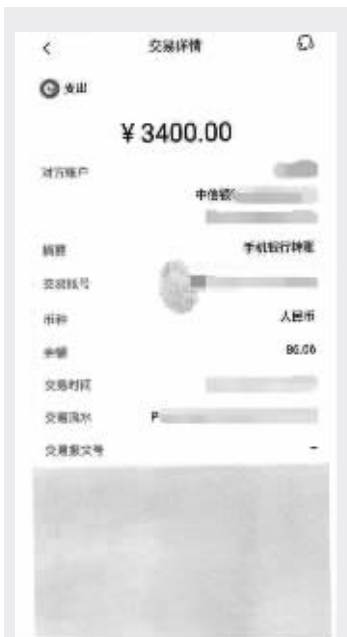 交易详情
支出
¥ 3400.00
对方账户
中信银
摘要 手机银行转账
交易账号
币种 人民币
余额 86.06
交易时间
交易流水 P
交易报文号 -